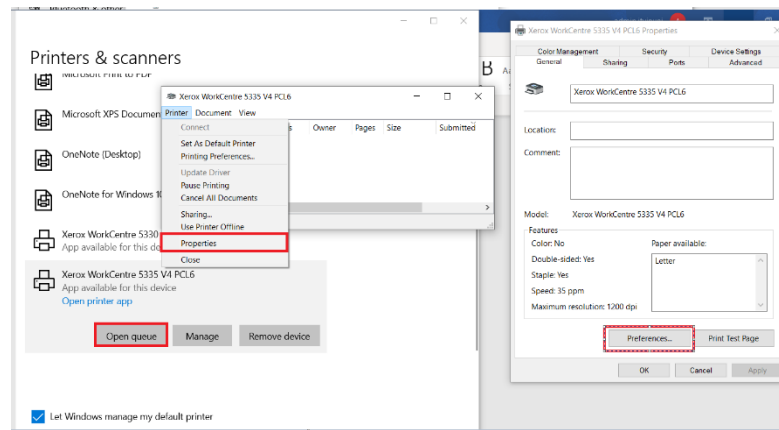 Printers & scanners
Microsoft Print to PDF
Microsoft XPS Documen
OneNote (Desktop)
OneNote for Windows 10
Xerox WorkCentre 5330
App available for this de
Xerox WorkCentre 5335 V4 PCL6
App available for this device
Open printer app
Open queue Manage Remove device
Let Windows manage my default printer
Xerox WorkCentre 5335 V4 PCL6
Printer Document View
Owner Pages Size Submitted
Connect
Set As Default Printer
Printing Preferences...
Update Driver
Pause Printing
Cancel All Documents
Sharing...
Use Printer Offline
Properties
Close
Xerox WorkCentre 5335 V4 PCL6 Properties
Color Management Security Device Settings
General Sharing Ports Advanced
Xerox WorkCentre 5335 V4 PCL6
Location:
Comment:
Model: Xerox WorkCentre 5335 V4 PCL6
Features
Color: No Paper available:
Double-sided: Yes Letter
Staple: Yes
Speed: 35 ppm
Maximum resolution: 1200 dpi
Preferences... Print Test Page
OK Cancel Apply